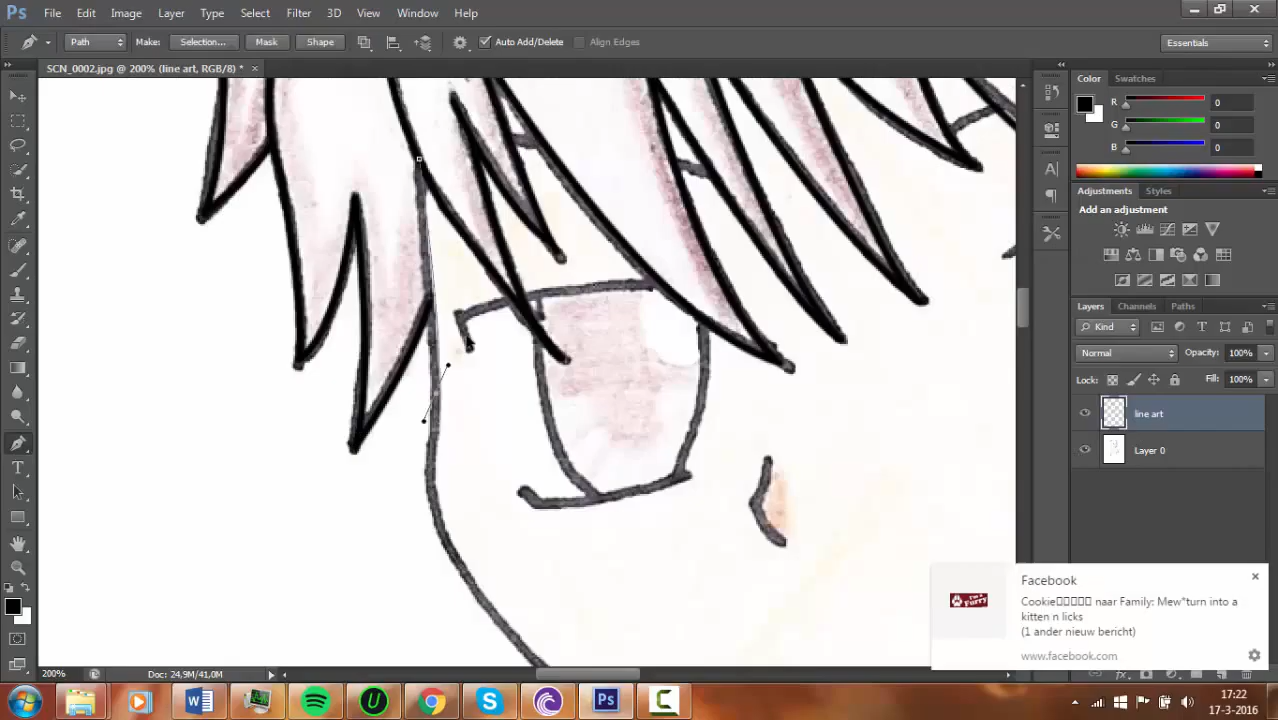 Ps File Edit Image Layer Type Select Filter 3D View Window Help
Path Make: Selection... Mask Shape Auto Add/Delete Align Edges Essentials
SCN_0002.jpg @ 200% (line art, RGB/8) * ×
Color Swatches
R 0
G 0
B 0
Adjustments Styles
Add an adjustment
Layers Channels Paths
Kind
Normal Opacity: 100%
Lock: Fill: 100%
line art
Layer 0
Facebook
Cookie▯▯▯▯▯ naar Family: Mew"turn into a
kitten n licks
(1 ander nieuw bericht)
www.facebook.com
200% Doc: 24,9M/41,0M
17:22
17-3-2016